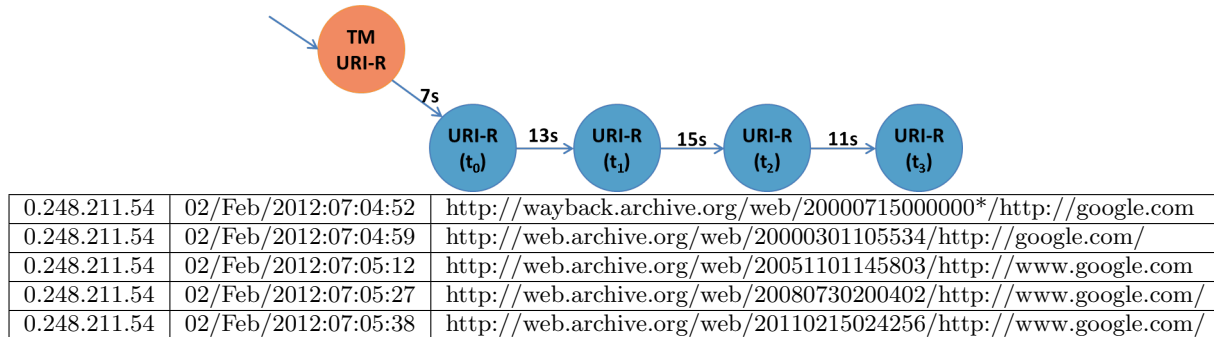 TM
URI-R
7s
URI-R
(t₀)
13s
URI-R
(t₁)
15s
URI-R
(t₂)
11s
URI-R
(t₃)
0.248.211.54 02/Feb/2012:07:04:52 http://wayback.archive.org/web/20000715000000*/http://google.com
0.248.211.54 02/Feb/2012:07:04:59 http://web.archive.org/web/20000301105534/http://google.com/
0.248.211.54 02/Feb/2012:07:05:12 http://web.archive.org/web/20051101145803/http://www.google.com
0.248.211.54 02/Feb/2012:07:05:27 http://web.archive.org/web/20080730200402/http://www.google.com/
0.248.211.54 02/Feb/2012:07:05:38 http://web.archive.org/web/20110215024256/http://www.google.com/